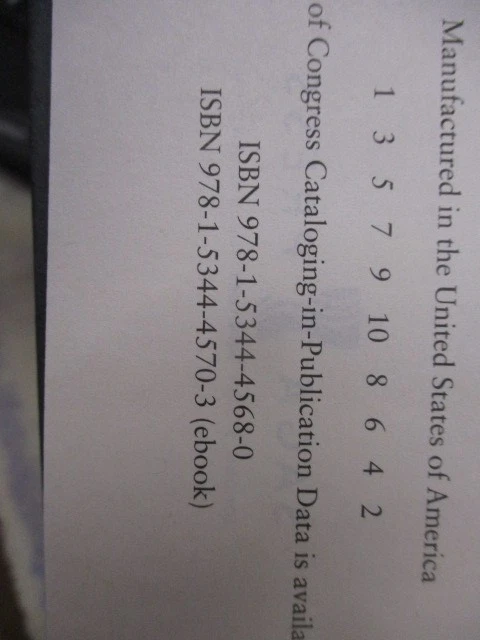 Manufactured in the United States of America
1 3 5 7 9 10 8 6 4 2
of Congress Cataloging-in-Publication Data is availa
ISBN 978-1-5344-4568-0
ISBN 978-1-5344-4570-3 (ebook)